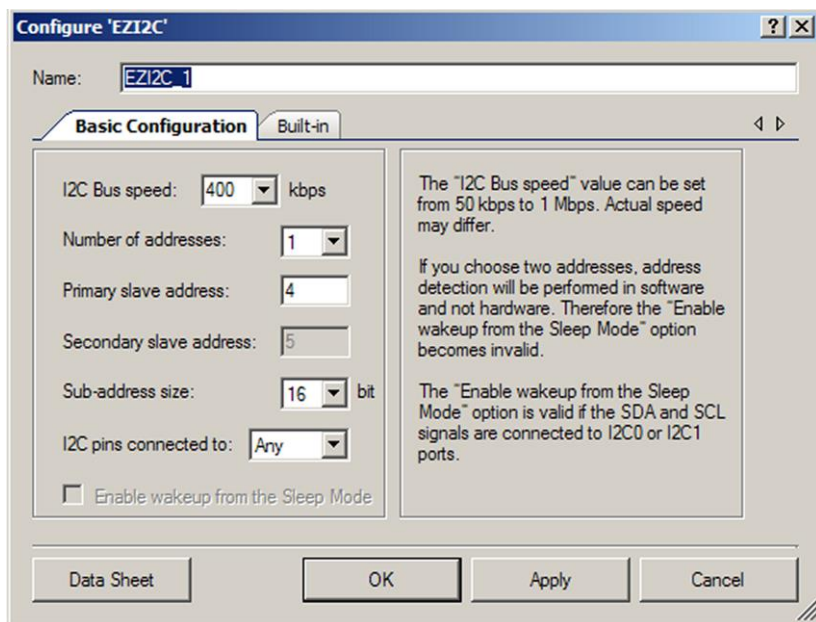 Configure 'EZI2C'
Name: EZI2C_1
Basic Configuration Built-in
I2C Bus speed: 400 kbps
Number of addresses: 1
Primary slave address: 4
Secondary slave address: 5
Sub-address size: 16 bit
I2C pins connected to: Any
Enable wakeup from the Sleep Mode
The "I2C Bus speed" value can be set
from 50 kbps to 1 Mbps. Actual speed
may differ.
If you choose two addresses, address
detection will be performed in software
and not hardware. Therefore the "Enable
wakeup from the Sleep Mode" option
becomes invalid.
The "Enable wakeup from the Sleep
Mode" option is valid if the SDA and SCL
signals are connected to I2C0 or I2C1
ports.
Data Sheet OK Apply Cancel